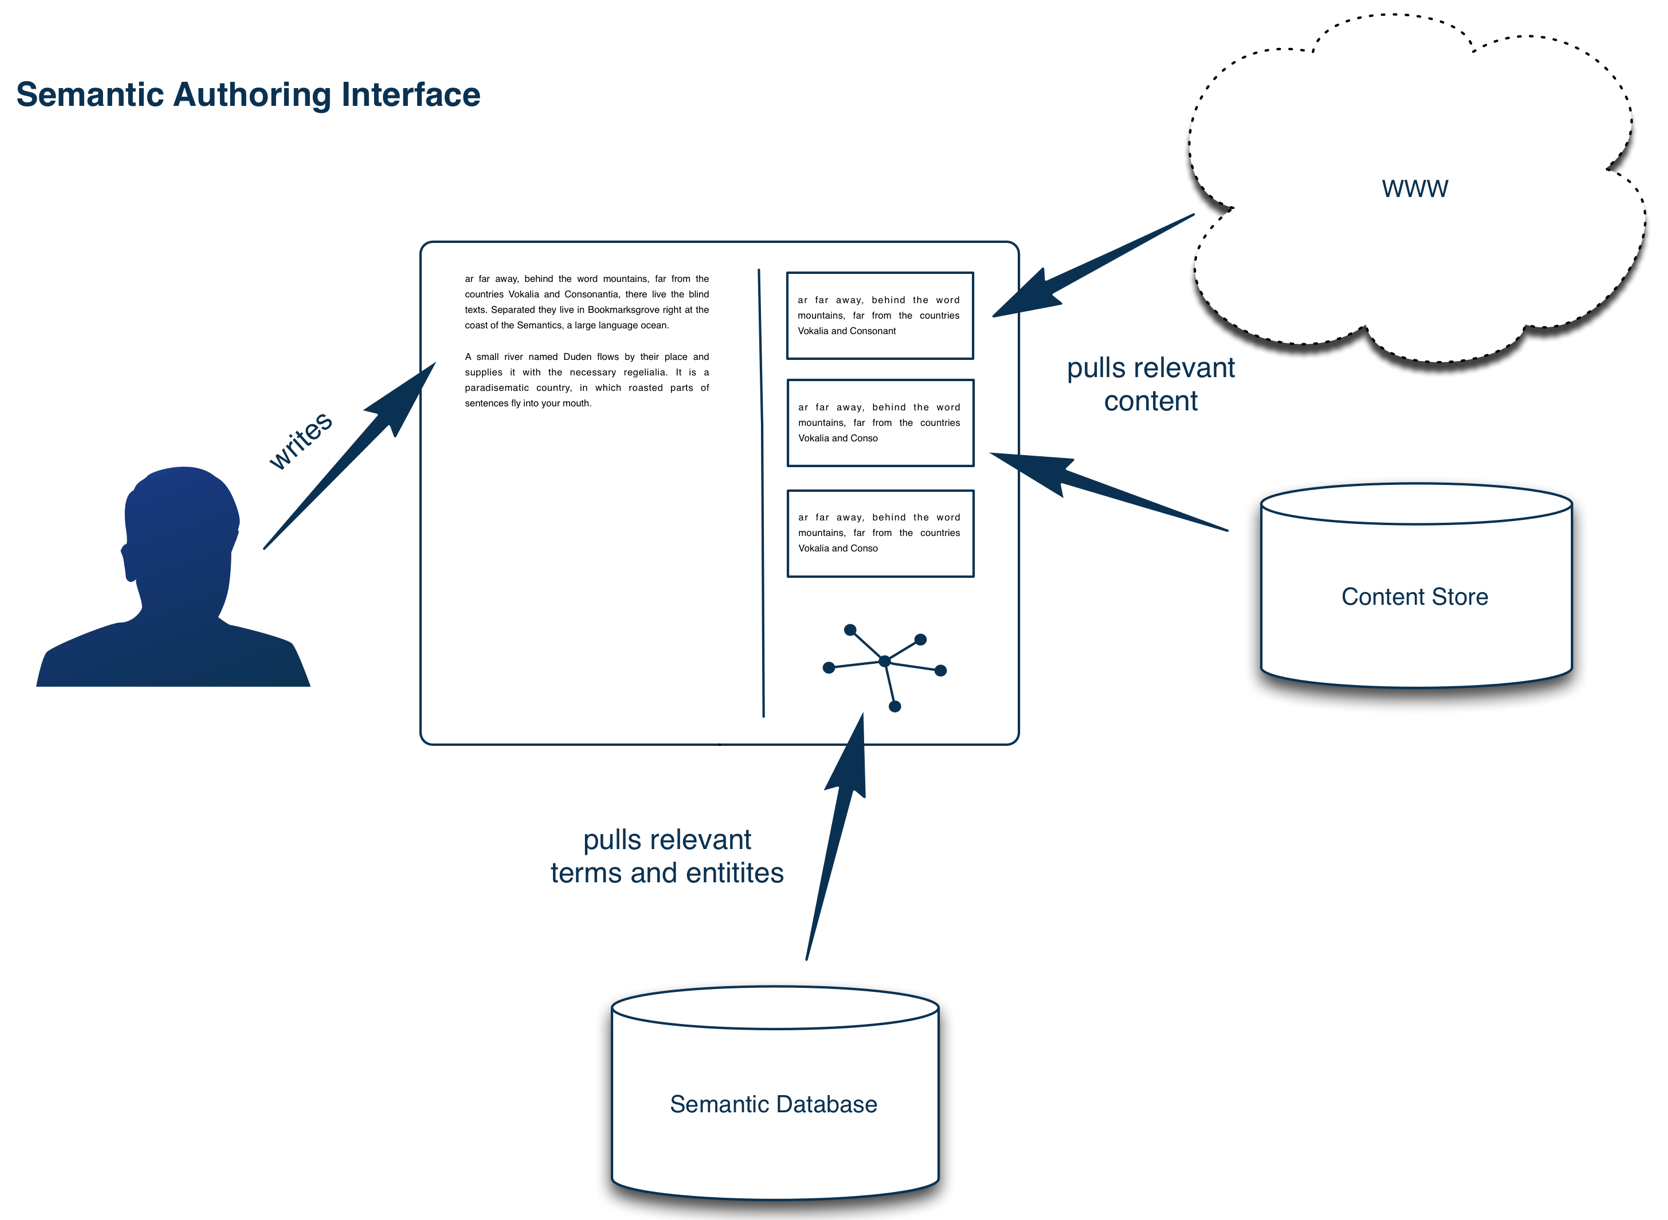 Semantic Authoring Interface
WWW
ar far away, behind the word mountains, far from the
countries Vokalia and Consonantia, there live the blind
texts. Separated they live in Bookmarksgrove right at the
coast of the Semantics, a large language ocean.
A small river named Duden flows by their place and
supplies it with the necessary regelialia. It is a
paradisematic country, in which roasted parts of
sentences fly into your mouth.
ar far away, behind the word
mountains, far from the countries
Vokalia and Consonant
ar far away, behind the word
mountains, far from the countries
Vokalia and Conso
ar far away, behind the word
mountains, far from the countries
Vokalia and Conso
writes
pulls relevant
content
Content Store
pulls relevant
terms and entitites
Semantic Database